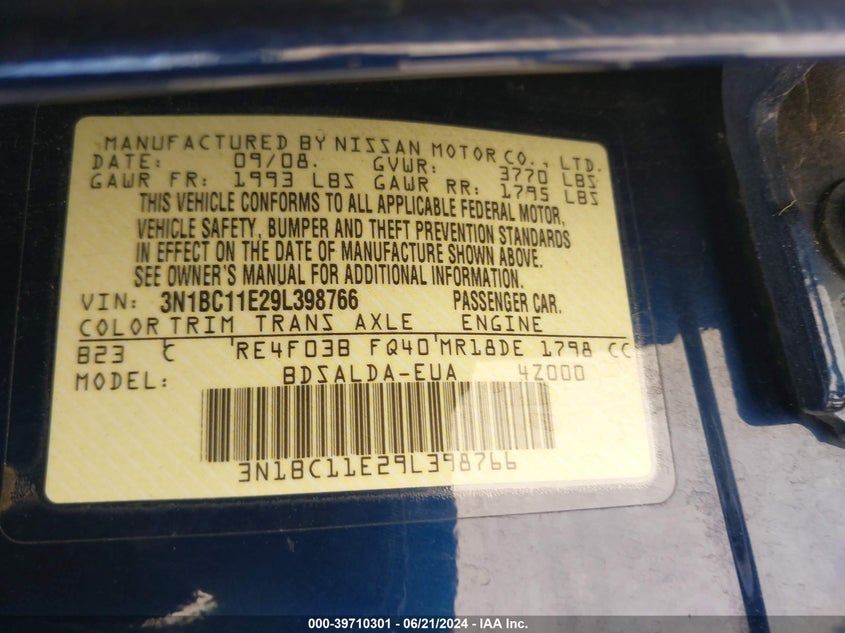 MANUFACTURED BY NISSAN MOTOR CO., LTD.
DATE: 09/08. GVWR: 3770 LBS
GAWR FR: 1993 LBS GAWR RR: 1795 LBS
THIS VEHICLE CONFORMS TO ALL APPLICABLE FEDERAL MOTOR,
VEHICLE SAFETY, BUMPER AND THEFT PREVENTION STANDARDS
IN EFFECT ON THE DATE OF MANUFACTURE SHOWN ABOVE.
SEE OWNER'S MANUAL FOR ADDITIONAL INFORMATION.
VIN: 3N1BC11E29L398766 PASSENGER CAR.
COLOR TRIM TRANS AXLE ENGINE
B23 C RE4F03B FQ40 MR18DE 1798 CC
MODEL: BDSALDA-EUA 4Z000
3N1BC11E29L398766
000-39710301 - 06/21/2024 - IAA Inc.